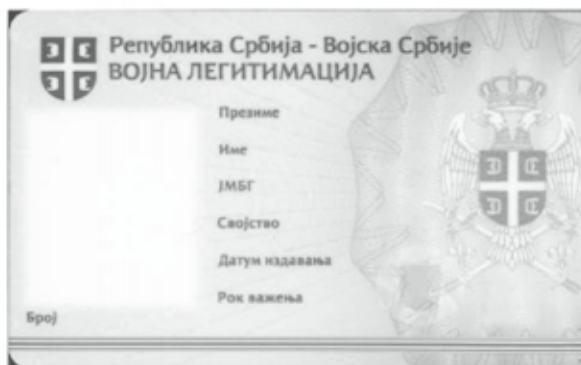 Република Србија - Војска Србије
ВОЈНА ЛЕГИТИМАЦИЈА
Презиме
Име
ЈМБГ
Својство
Датум издавања
Рок важења
Број